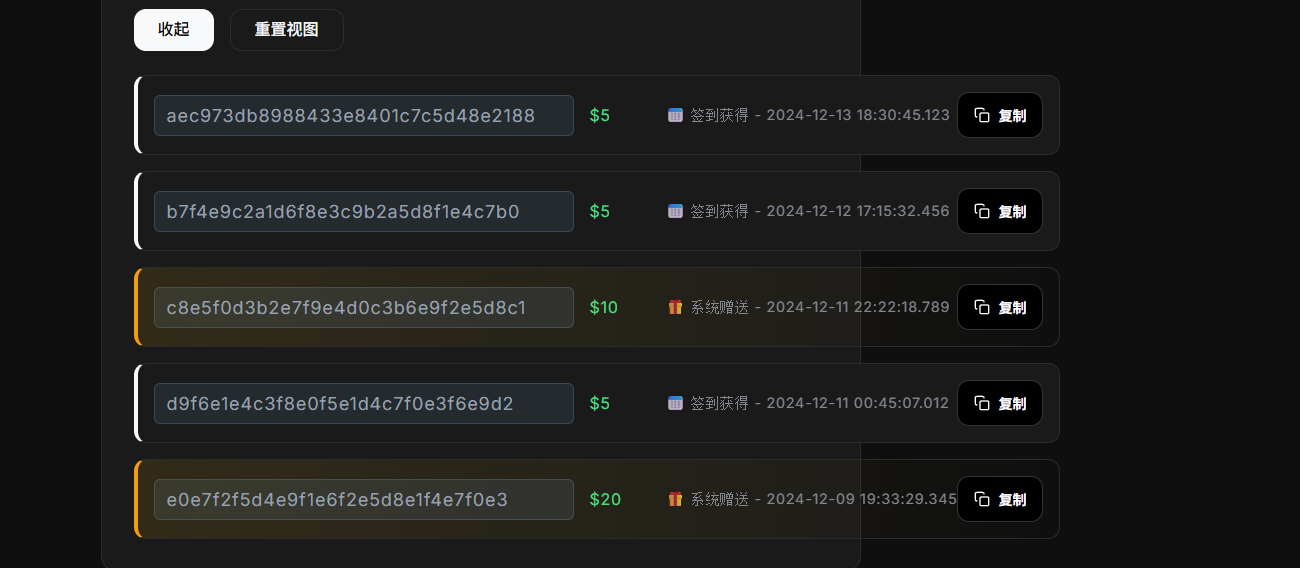 收起 重置视图
aec973db8988433e8401c7c5d48e2188 $5 签到获得 - 2024-12-13 18:30:45.123 复制
b7f4e9c2a1d6f8e3c9b2a5d8f1e4c7b0 $5 签到获得 - 2024-12-12 17:15:32.456 复制
c8e5f0d3b2e7f9e4d0c3b6e9f2e5d8c1 $10 系统赠送 - 2024-12-11 22:22:18.789 复制
d9f6e1e4c3f8e0f5e1d4c7f0e3f6e9d2 $5 签到获得 - 2024-12-11 00:45:07.012 复制
e0e7f2f5d4e9f1e6f2e5d8e1f4e7f0e3 $20 系统赠送 - 2024-12-09 19:33:29.345 复制